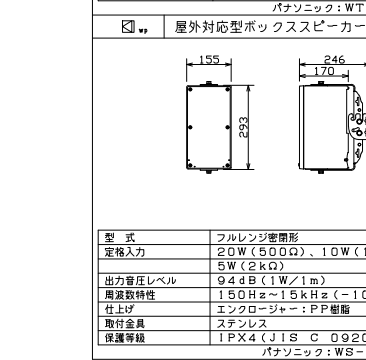 パナソニック：WT
wp 屋外対応型ボックススピーカー
155 246
170
293
型　式 フルレンジ密閉形
定格入力 20W（500Ω）、10W（1
5W（2kΩ）
出力音圧レベル 94dB（1W／1m）
周波数特性 150Hz～15kHz（−10
仕上げ エンクロージャー：PP樹脂
取付金具 ステンレス
保護等級 IPX4（JIS C 0920
パナソニック：WS−